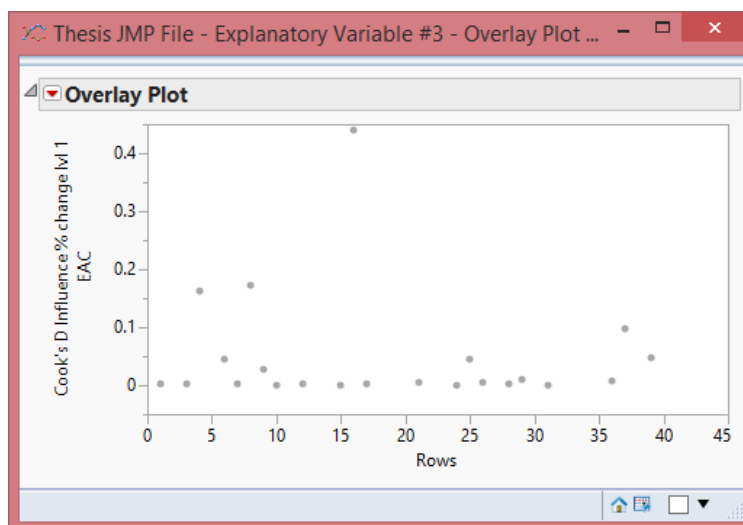 Thesis JMP File - Explanatory Variable #3 - Overlay Plot ...
Overlay Plot
Cook's D Influence % change lvl 1
EAC
0.4
0.3
0.2
0.1
0
0 5 10 15 20 25 30 35 40 45
Rows